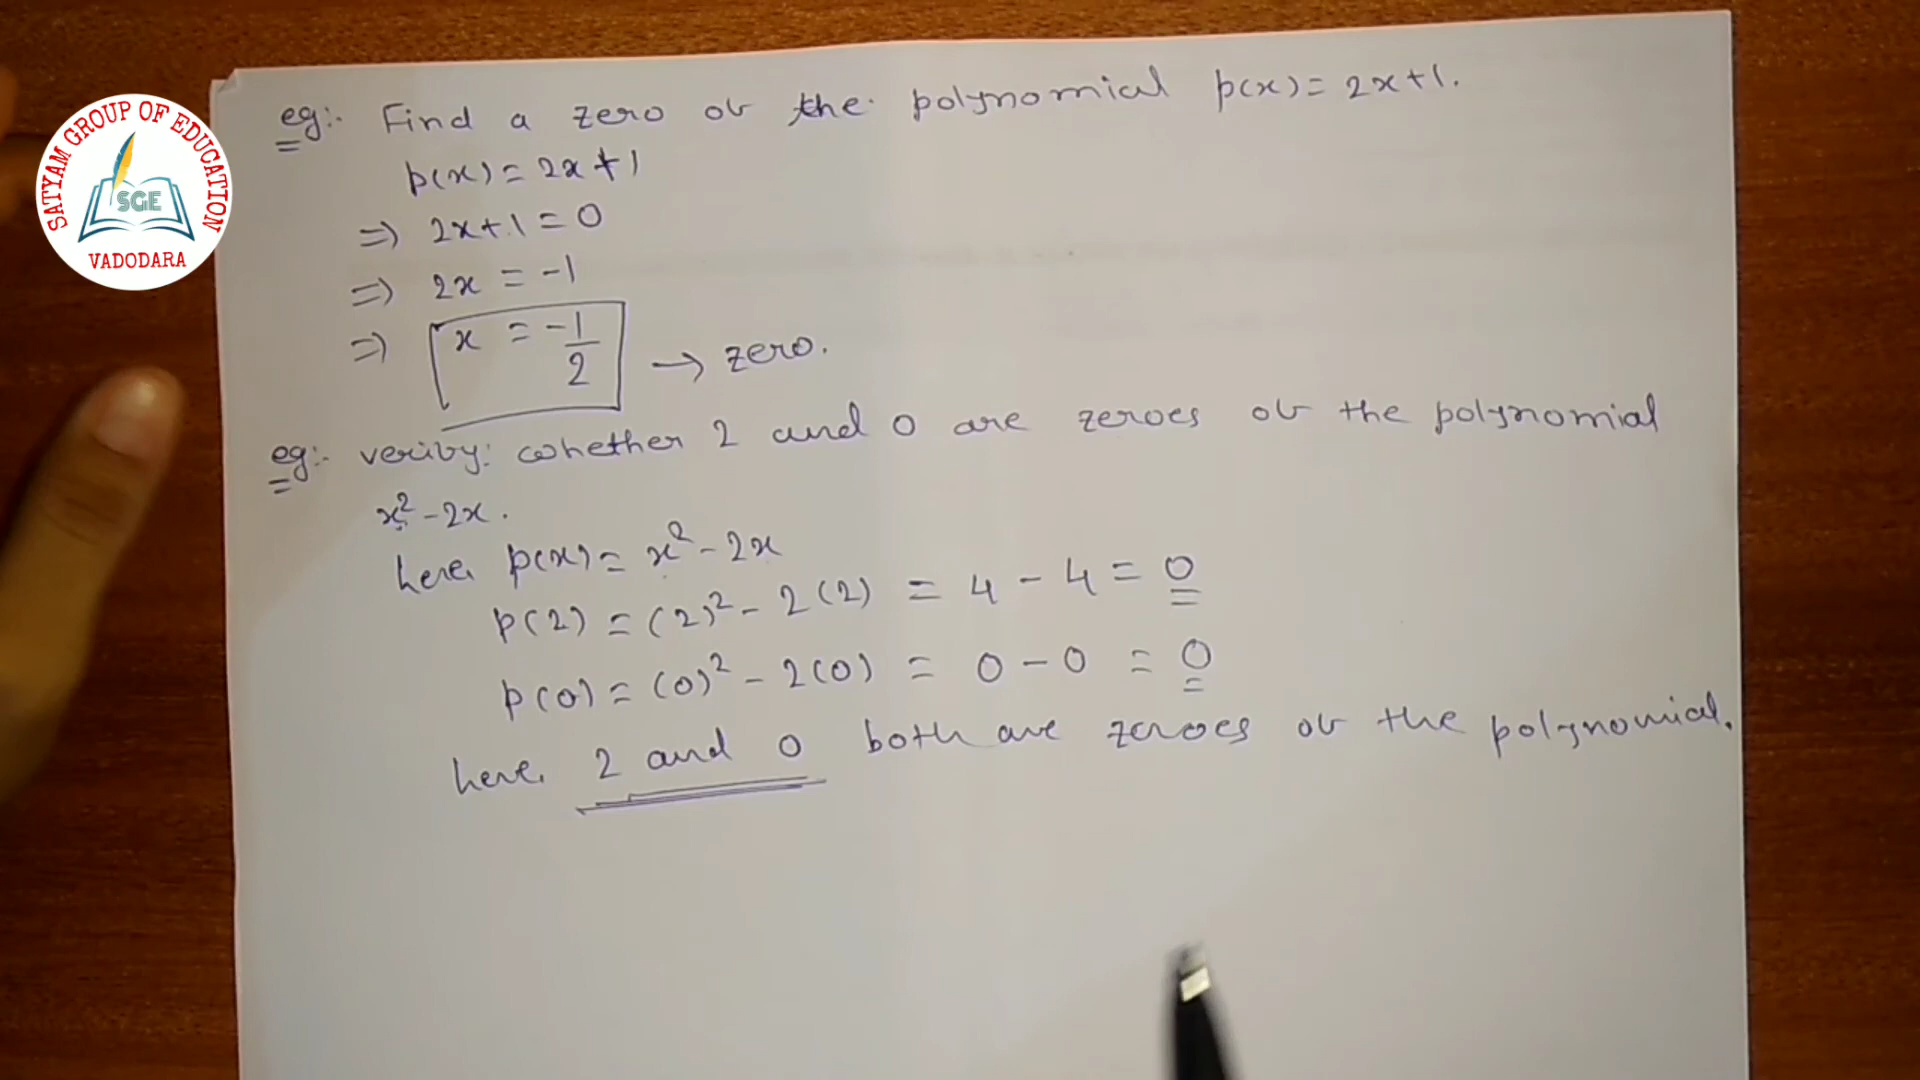 SATYAM GROUP OF EDUCATION
SGE
VADODARA
eg:- Find a zero of the polynomial p(x) = 2x+1.
p(x) = 2x+1
=> 2x+1 = 0
=> 2x = -1
=> x = -1/2 → zero.
eg:- verify: whether 2 and 0 are zeroes of the polynomial
x² - 2x.
here, p(x) = x² - 2x
p(2) = (2)² - 2(2) = 4 - 4 = 0
p(0) = (0)² - 2(0) = 0 - 0 = 0
here, 2 and 0 both are zeroes of the polynomial.